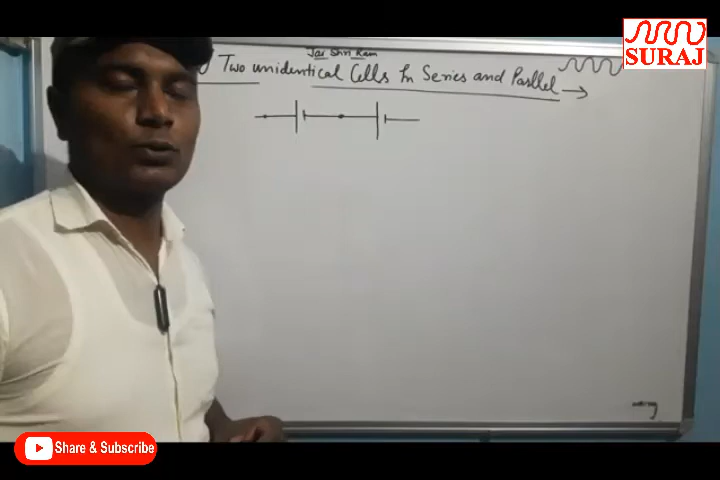 SURAJ
Jai Shri Ram
Two unidentical Cells In Series and Parllel
Share & Subscribe